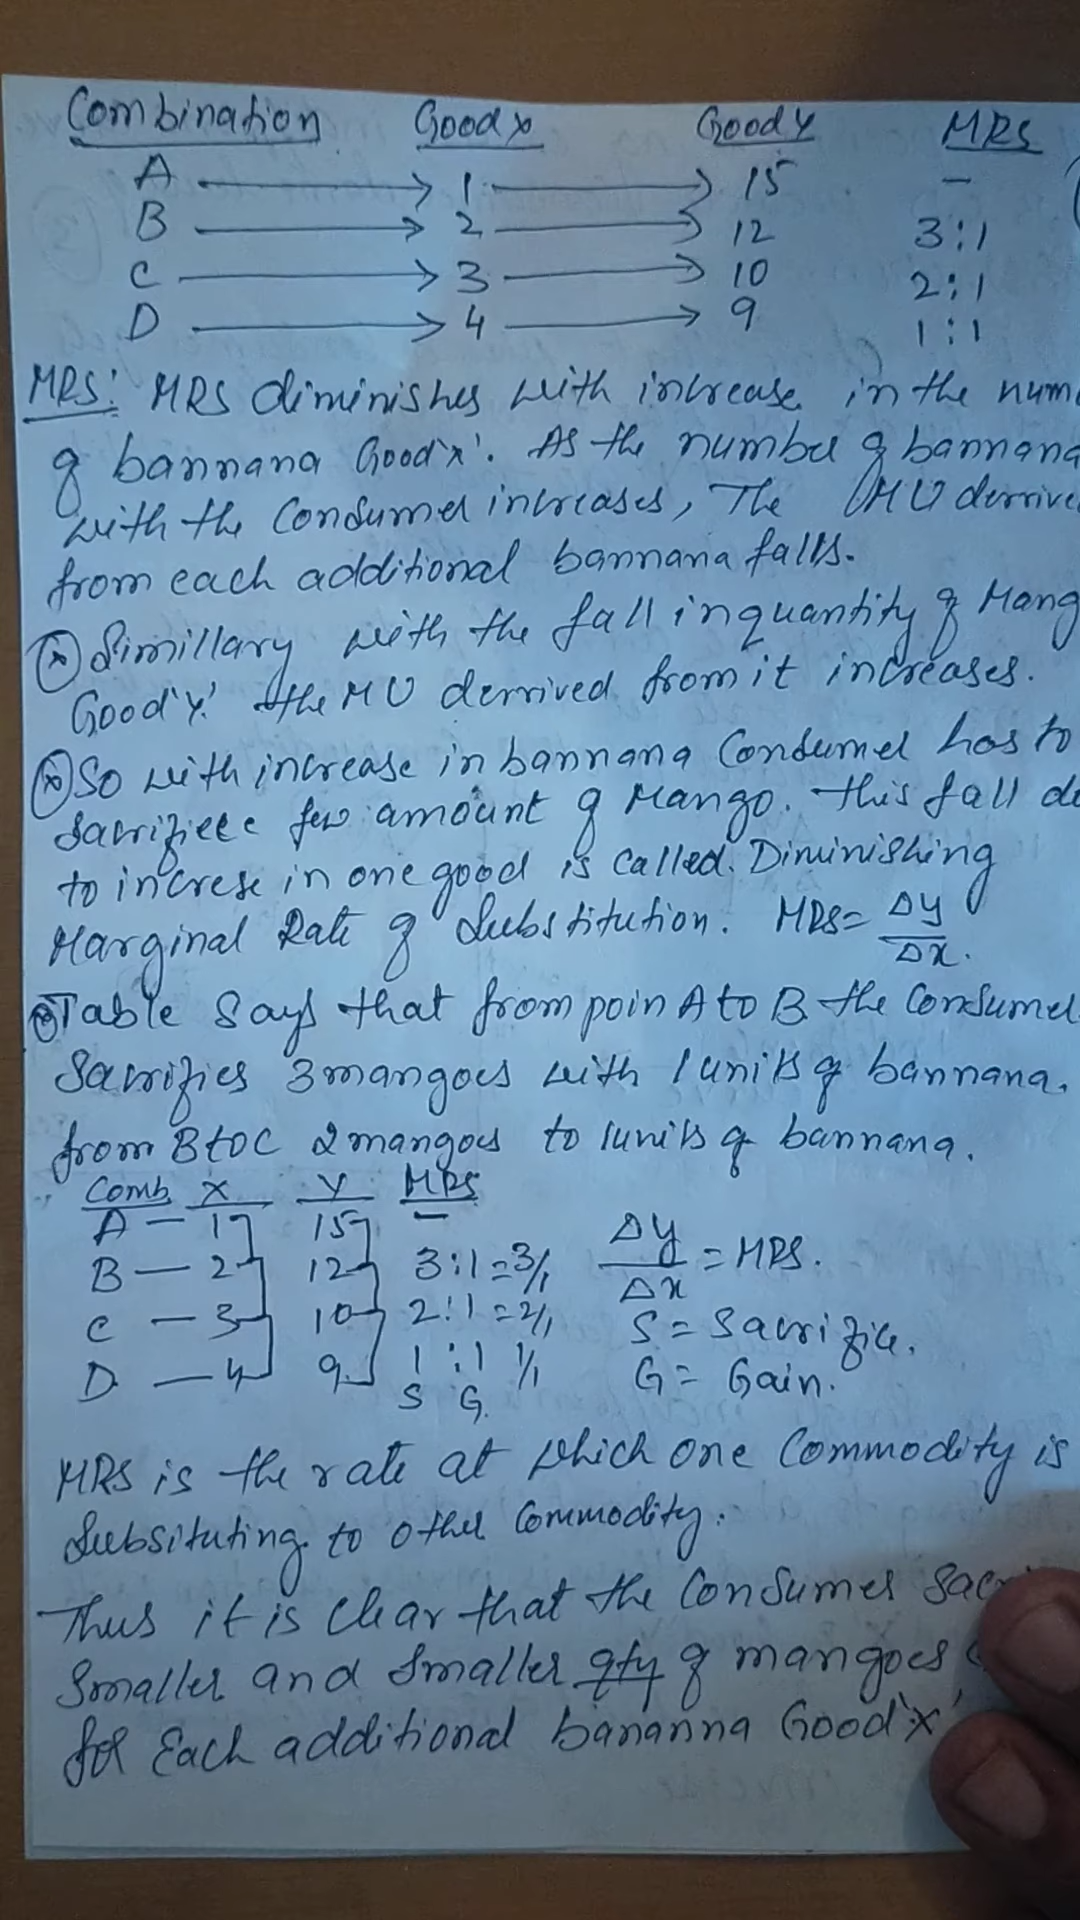 Combination Good x Good Y MRS
A → 1 → 15 –
B → 2 → 12 3:1
C → 3 → 10 2:1
D → 4 → 9 1:1
MRS: MRS diminishes with increase in the num
of bannana Good 'x'. As the number of bannana
with the Consumer increases, The MU derrive
from each additional bannana falls.
Simillary with the fall in quantity of Mang
Good 'Y' the MU derrived from it increases.
So with increase in bannana Consumer has to
few amount of Mango. this fall d
to increse in one good is called Diminishing
Marginal Rate of Substitution. MRS = Δy/Δx.
Table says that from poin A to B the Consumer
Sacrifies 3 mangoes with 1 units of bannana.
from B to C 2 mangoes to 1 units of bannana.
Comb X Y MRS
A – 1 15 –
B – 2 12 3:1 = 3/1 Δy/Δx = MRS.
C – 3 10 2:1 = 2/1 S = Sacrifice.
D – 4 9 1:1 1/1 G = Gain.
S G
MRS is the rate at which one Commodity is
Subsituting to other Commodity.
Thus it is clear that the Consumer Sac
Smaller and Smaller qty of mangoes
for Each additional bananna Good 'x'